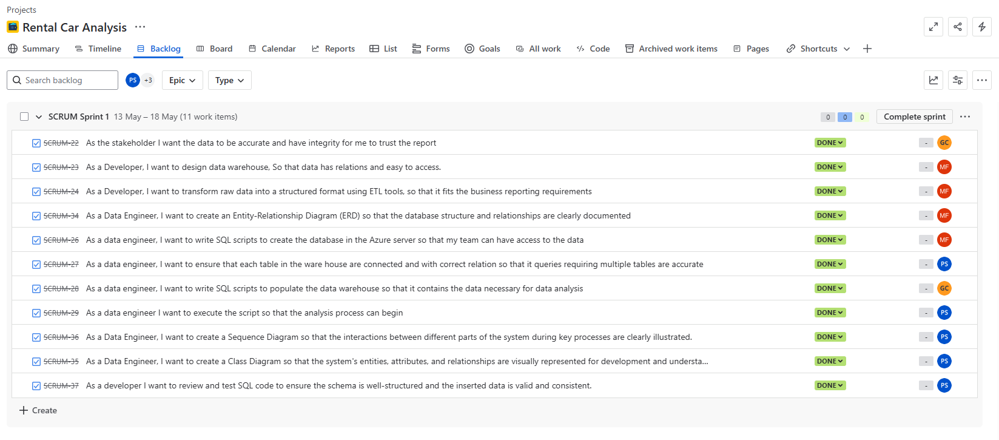 Projects
Rental Car Analysis
Summary Timeline Backlog Board Calendar Reports List Forms Goals All work Code Archived work items Pages Shortcuts
Search backlog PS +3 Epic Type
SCRUM Sprint 1 13 May – 18 May (11 work items) 0 0 0 Complete sprint
SCRUM-22 As the stakeholder I want the data to be accurate and have integrity for me to trust the report DONE - GC
SCRUM-23 As a Developer, I want to design data warehouse, So that data has relations and easy to access. DONE - MF
SCRUM-24 As a Developer, I want to transform raw data into a structured format using ETL tools, so that it fits the business reporting requirements DONE - MF
SCRUM-34 As a Data Engineer, I want to create an Entity-Relationship Diagram (ERD) so that the database structure and relationships are clearly documented DONE - MF
SCRUM-26 As a data engineer, I want to write SQL scripts to create the database in the Azure server so that my team can have access to the data DONE - MF
SCRUM-27 As a data engineer, I want to ensure that each table in the ware house are connected and with correct relation so that it queries requiring multiple tables are accurate DONE - PS
SCRUM-28 As a data engineer, I want to write SQL scripts to populate the data warehouse so that it contains the data necessary for data analysis DONE - GC
SCRUM-29 As a data engineer I want to execute the script so that the analysis process can begin DONE - PS
SCRUM-36 As a Data Engineer, I want to create a Sequence Diagram so that the interactions between different parts of the system during key processes are clearly illustrated. DONE - PS
SCRUM-35 As a Data Engineer, I want to create a Class Diagram so that the system's entities, attributes, and relationships are visually represented for development and understa... DONE - PS
SCRUM-37 As a developer I want to review and test SQL code to ensure the schema is well-structured and the inserted data is valid and consistent. DONE - PS
Create